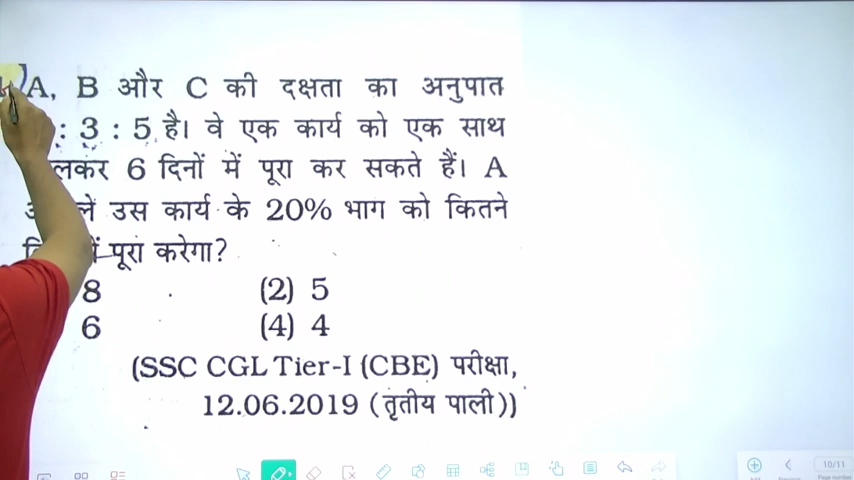 A, B और C की दक्षता का अनुपात
: 3 : 5 है। वे एक कार्य को एक साथ
6 दिनों में पूरा कर सकते हैं। A
उस कार्य के 20% भाग को कितने
पूरा करेगा?
8 (2) 5
6 (4) 4
(SSC CGL Tier-I (CBE) परीक्षा,
12.06.2019 (तृतीय पाली))
10/11